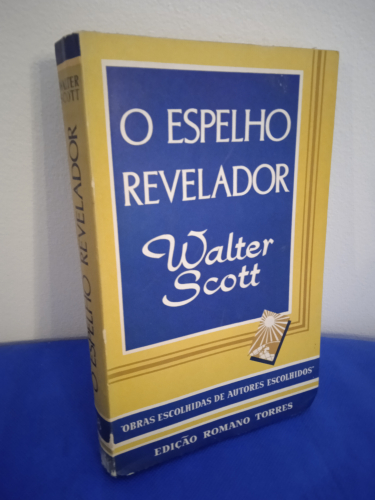 O ESPELHO
REVELADOR
Walter
Scott
"OBRAS ESCOLHIDAS DE AUTORES ESCOLHIDOS"
EDIÇÃO ROMANO TORRES
WALTER
SCOTT
O ESPELHO REVELADOR